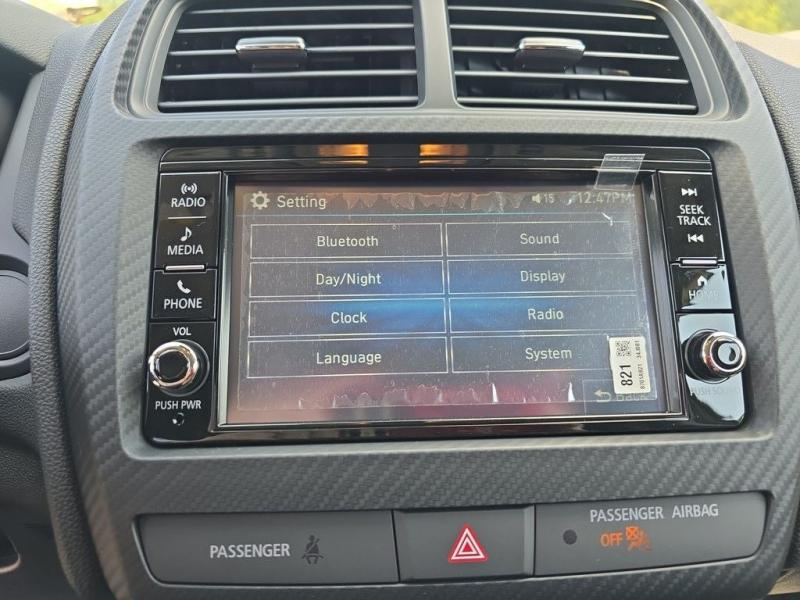 RADIO
MEDIA
PHONE
VOL
PUSH PWR
Setting
15
12:47PM
Bluetooth
Sound
Day/Night
Display
Clock
Radio
Language
System
Back
821
SEEK
TRACK
HOME
PASSENGER
PASSENGER AIRBAG
OFF